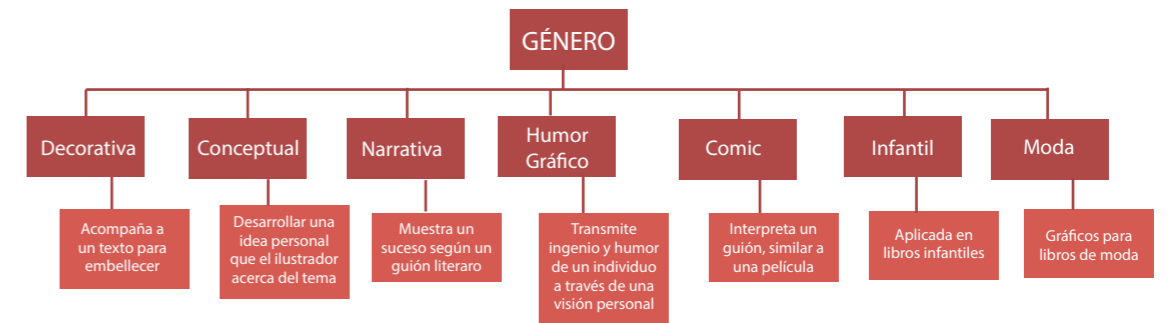 GÉNERO
Decorativa
Conceptual
Narrativa
Humor
Gráfico
Comic
Infantil
Moda
Acompaña a
un texto para
embellecer
Desarrollar una
idea personal
que el ilustrador
acerca del tema
Muestra un
suceso según un
guión literaro
Transmite
ingenio y humor
de un individuo
a través de una
visión personal
Interpreta un
guión, similar a
una película
Aplicada en
libros infantiles
Gráficos para
libros de moda